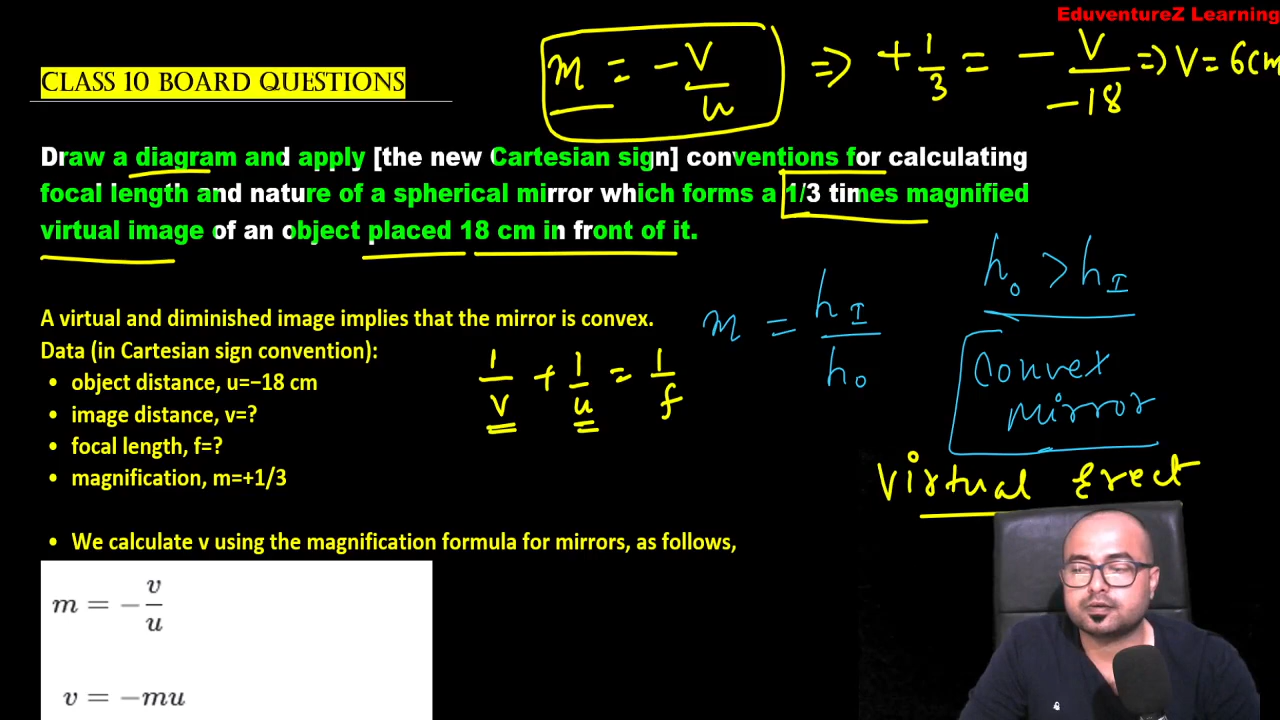 EduventureZ Learning
m = -v/u ⇒ +1/3 = -v/-18 ⇒ v = 6cm
CLASS 10 BOARD QUESTIONS
Draw a diagram and apply [the new Cartesian sign] conventions for calculating
focal length and nature of a spherical mirror which forms a 1/3 times magnified
virtual image of an object placed 18 cm in front of it.
h₀ > h_I
m = h_I/h₀
Convex
mirror
Virtual Erect
A virtual and diminished image implies that the mirror is convex.
Data (in Cartesian sign convention):
• object distance, u=−18 cm
• image distance, v=?
• focal length, f=?
• magnification, m=+1/3
1/v + 1/u = 1/f
• We calculate v using the magnification formula for mirrors, as follows,
m = −v/u
v = −mu